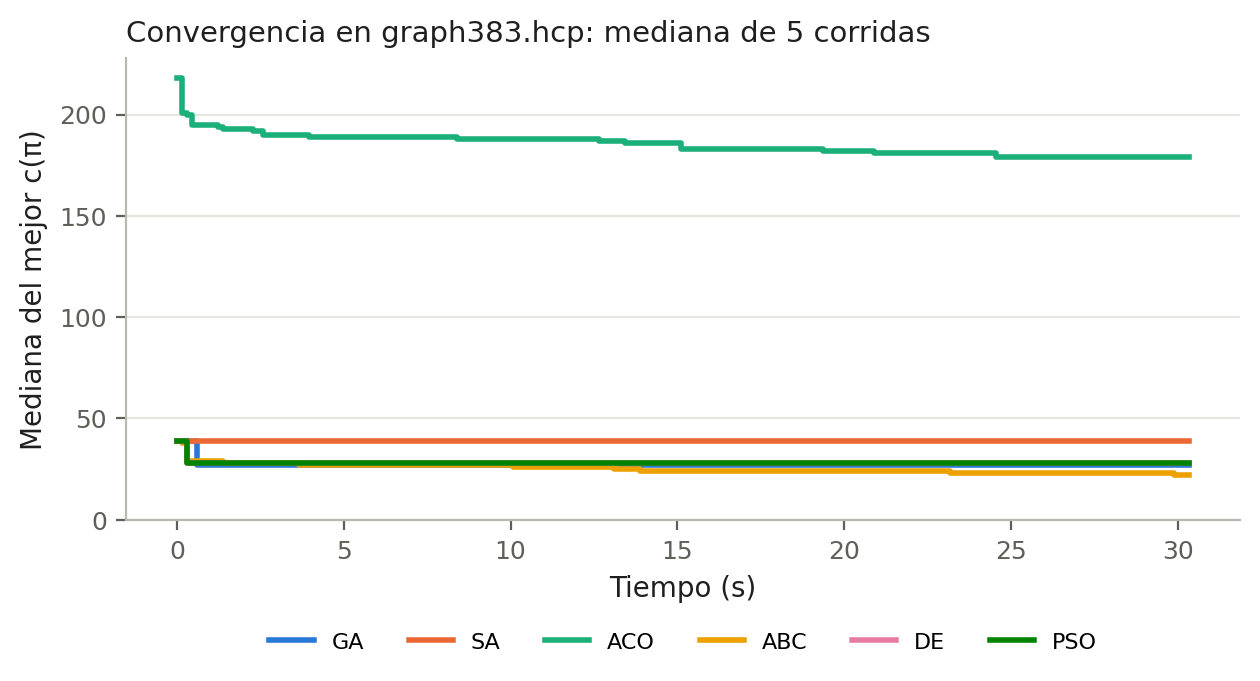 Convergencia en graph383.hcp: mediana de 5 corridas
Mediana del mejor c(π)
200
150
100
50
0
0 5 10 15 20 25 30
Tiempo (s)
GA SA ACO ABC DE PSO